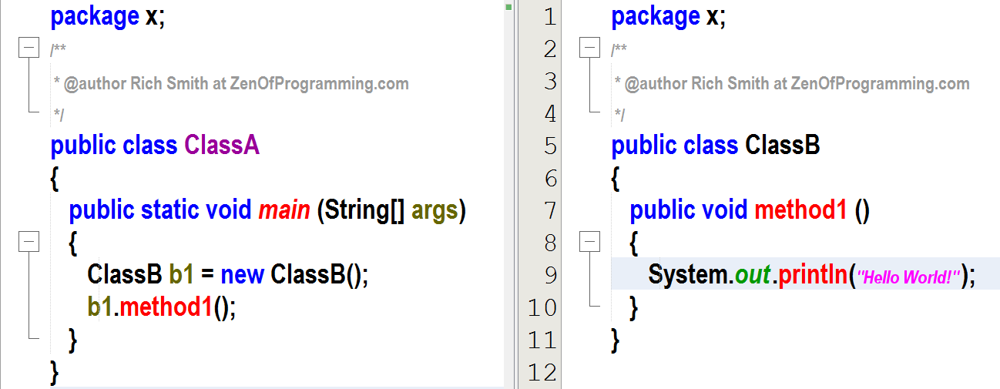 package x;
/**
* @author Rich Smith at ZenOfProgramming.com
*/
public class ClassA
{
public static void main (String[] args)
{
ClassB b1 = new ClassB();
b1.method1();
}
}
1 package x;
2 /**
3 * @author Rich Smith at ZenOfProgramming.com
4 */
5 public class ClassB
6 {
7 public void method1 ()
8 {
9 System.out.println("Hello World!");
10 }
11 }
12